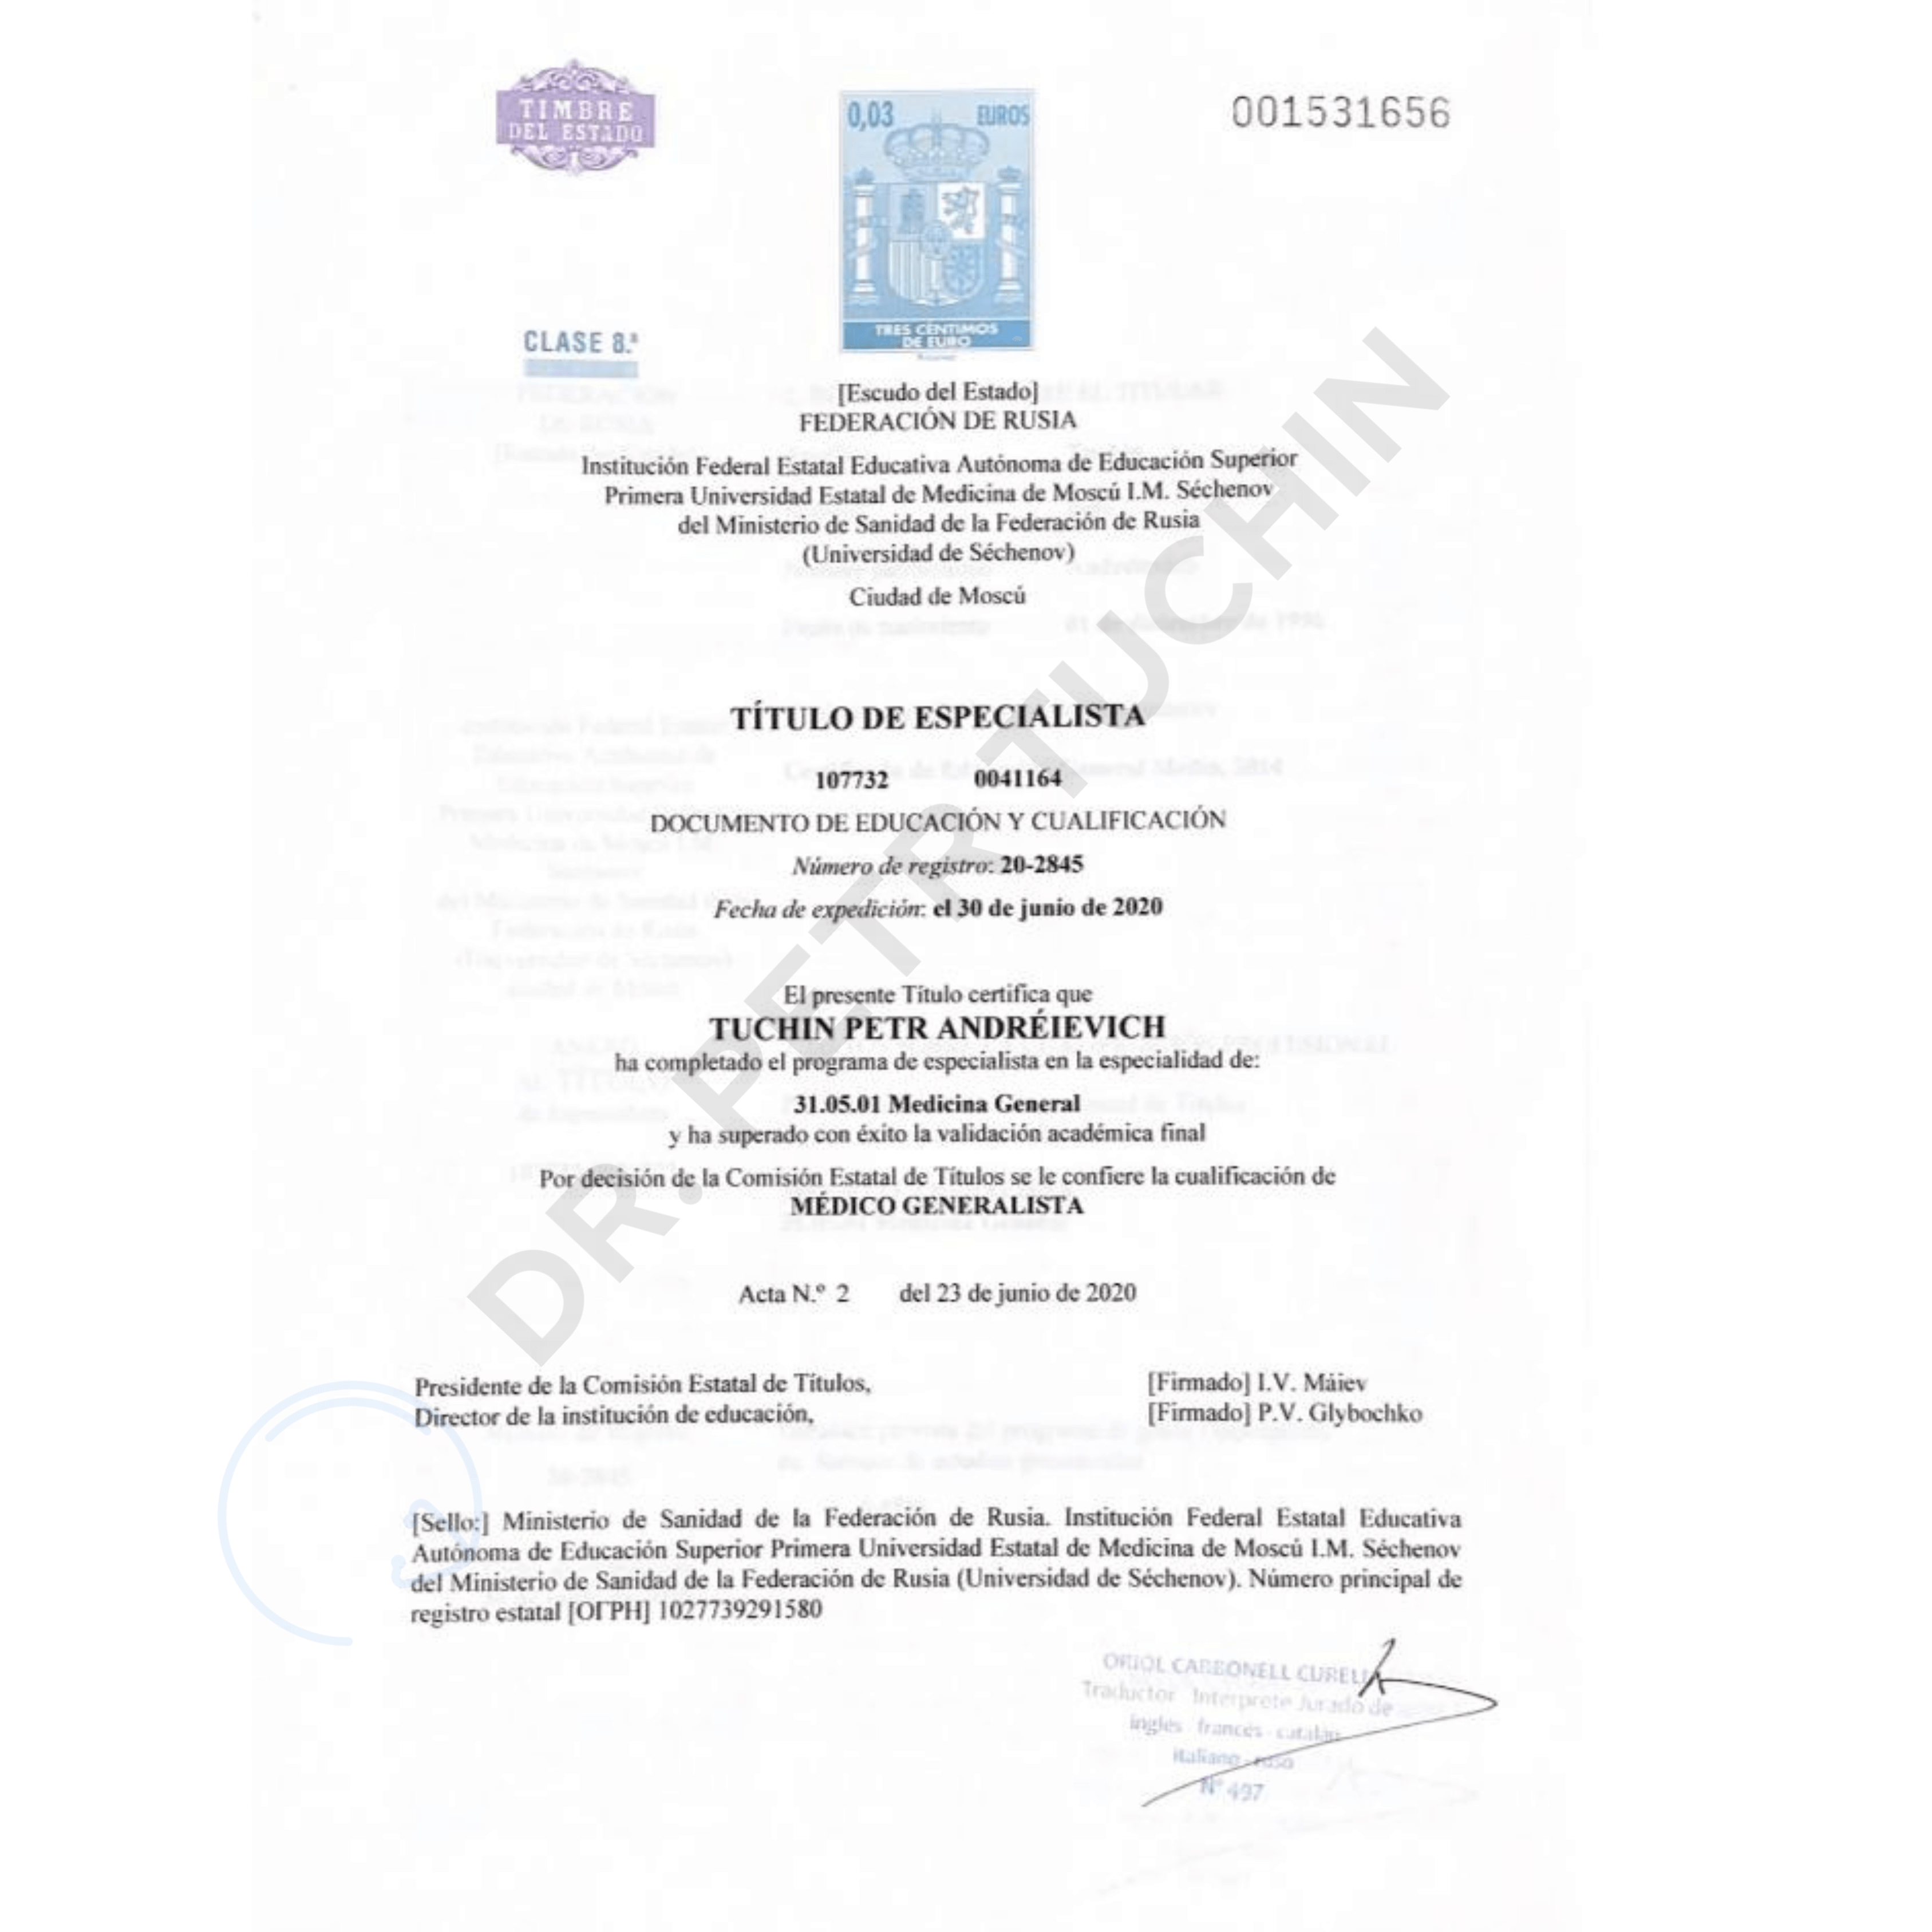 TIMBRE
DEL ESTADO
0,03 EUROS
TRES CÉNTIMOS
DE EURO
001531656
CLASE 8.ª
[Escudo del Estado]
FEDERACIÓN DE RUSIA
Institución Federal Estatal Educativa Autónoma de Educación Superior
Primera Universidad Estatal de Medicina de Moscú I.M. Séchenov
del Ministerio de Sanidad de la Federación de Rusia
(Universidad de Séchenov)
Ciudad de Moscú
TÍTULO DE ESPECIALISTA
107732 0041164
DOCUMENTO DE EDUCACIÓN Y CUALIFICACIÓN
Número de registro: 20-2845
Fecha de expedición: el 30 de junio de 2020
El presente Título certifica que
TUCHIN PETR ANDRÉIEVICH
ha completado el programa de especialista en la especialidad de:
31.05.01 Medicina General
y ha superado con éxito la validación académica final
Por decisión de la Comisión Estatal de Títulos se le confiere la cualificación de
MÉDICO GENERALISTA
Acta N.º 2 del 23 de junio de 2020
Presidente de la Comisión Estatal de Títulos, [Firmado] I.V. Máiev
Director de la institución de educación, [Firmado] P.V. Glybochko
[Sello:] Ministerio de Sanidad de la Federación de Rusia. Institución Federal Estatal Educativa
Autónoma de Educación Superior Primera Universidad Estatal de Medicina de Moscú I.M. Séchenov
del Ministerio de Sanidad de la Federación de Rusia (Universidad de Séchenov). Número principal de
registro estatal [ОГРН] 1027739291580
ORIOL CARBONELL CURELL
Traductor Intérprete Jurado de
inglés francés catalán
italiano ruso
Nº 497
DR. PETR TUCHIN